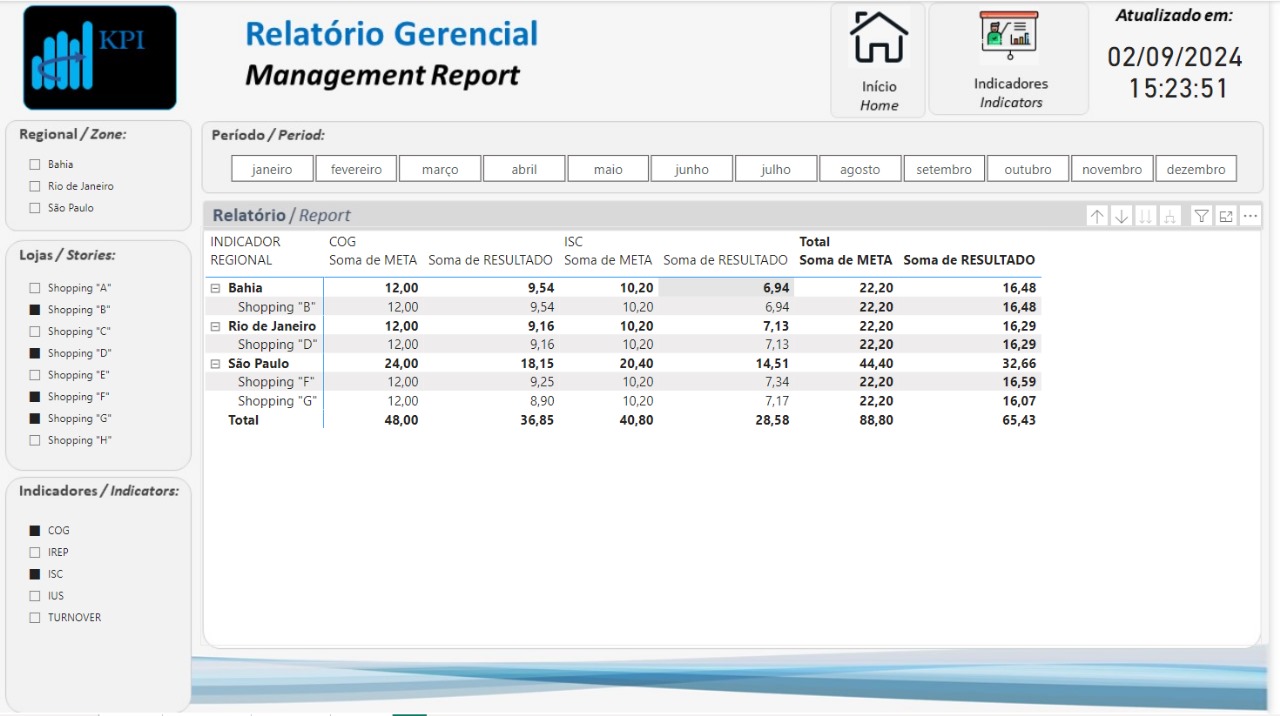 KPI
Relatório Gerencial
Management Report
Início
Home
Indicadores
Indicators
Atualizado em:
02/09/2024
15:23:51
Regional / Zone:
Bahia
Rio de Janeiro
São Paulo
Lojas / Stories:
Shopping "A"
Shopping "B"
Shopping "C"
Shopping "D"
Shopping "E"
Shopping "F"
Shopping "G"
Shopping "H"
Indicadores / Indicators:
COG
IREP
ISC
IUS
TURNOVER
Período / Period:
janeiro fevereiro março abril maio junho julho agosto setembro outubro novembro dezembro
Relatório / Report
INDICADOR COG ISC Total
REGIONAL Soma de META Soma de RESULTADO Soma de META Soma de RESULTADO Soma de META Soma de RESULTADO
Bahia 12,00 9,54 10,20 6,94 22,20 16,48
Shopping "B" 12,00 9,54 10,20 6,94 22,20 16,48
Rio de Janeiro 12,00 9,16 10,20 7,13 22,20 16,29
Shopping "D" 12,00 9,16 10,20 7,13 22,20 16,29
São Paulo 24,00 18,15 20,40 14,51 44,40 32,66
Shopping "F" 12,00 9,25 10,20 7,34 22,20 16,59
Shopping "G" 12,00 8,90 10,20 7,17 22,20 16,07
Total 48,00 36,85 40,80 28,58 88,80 65,43